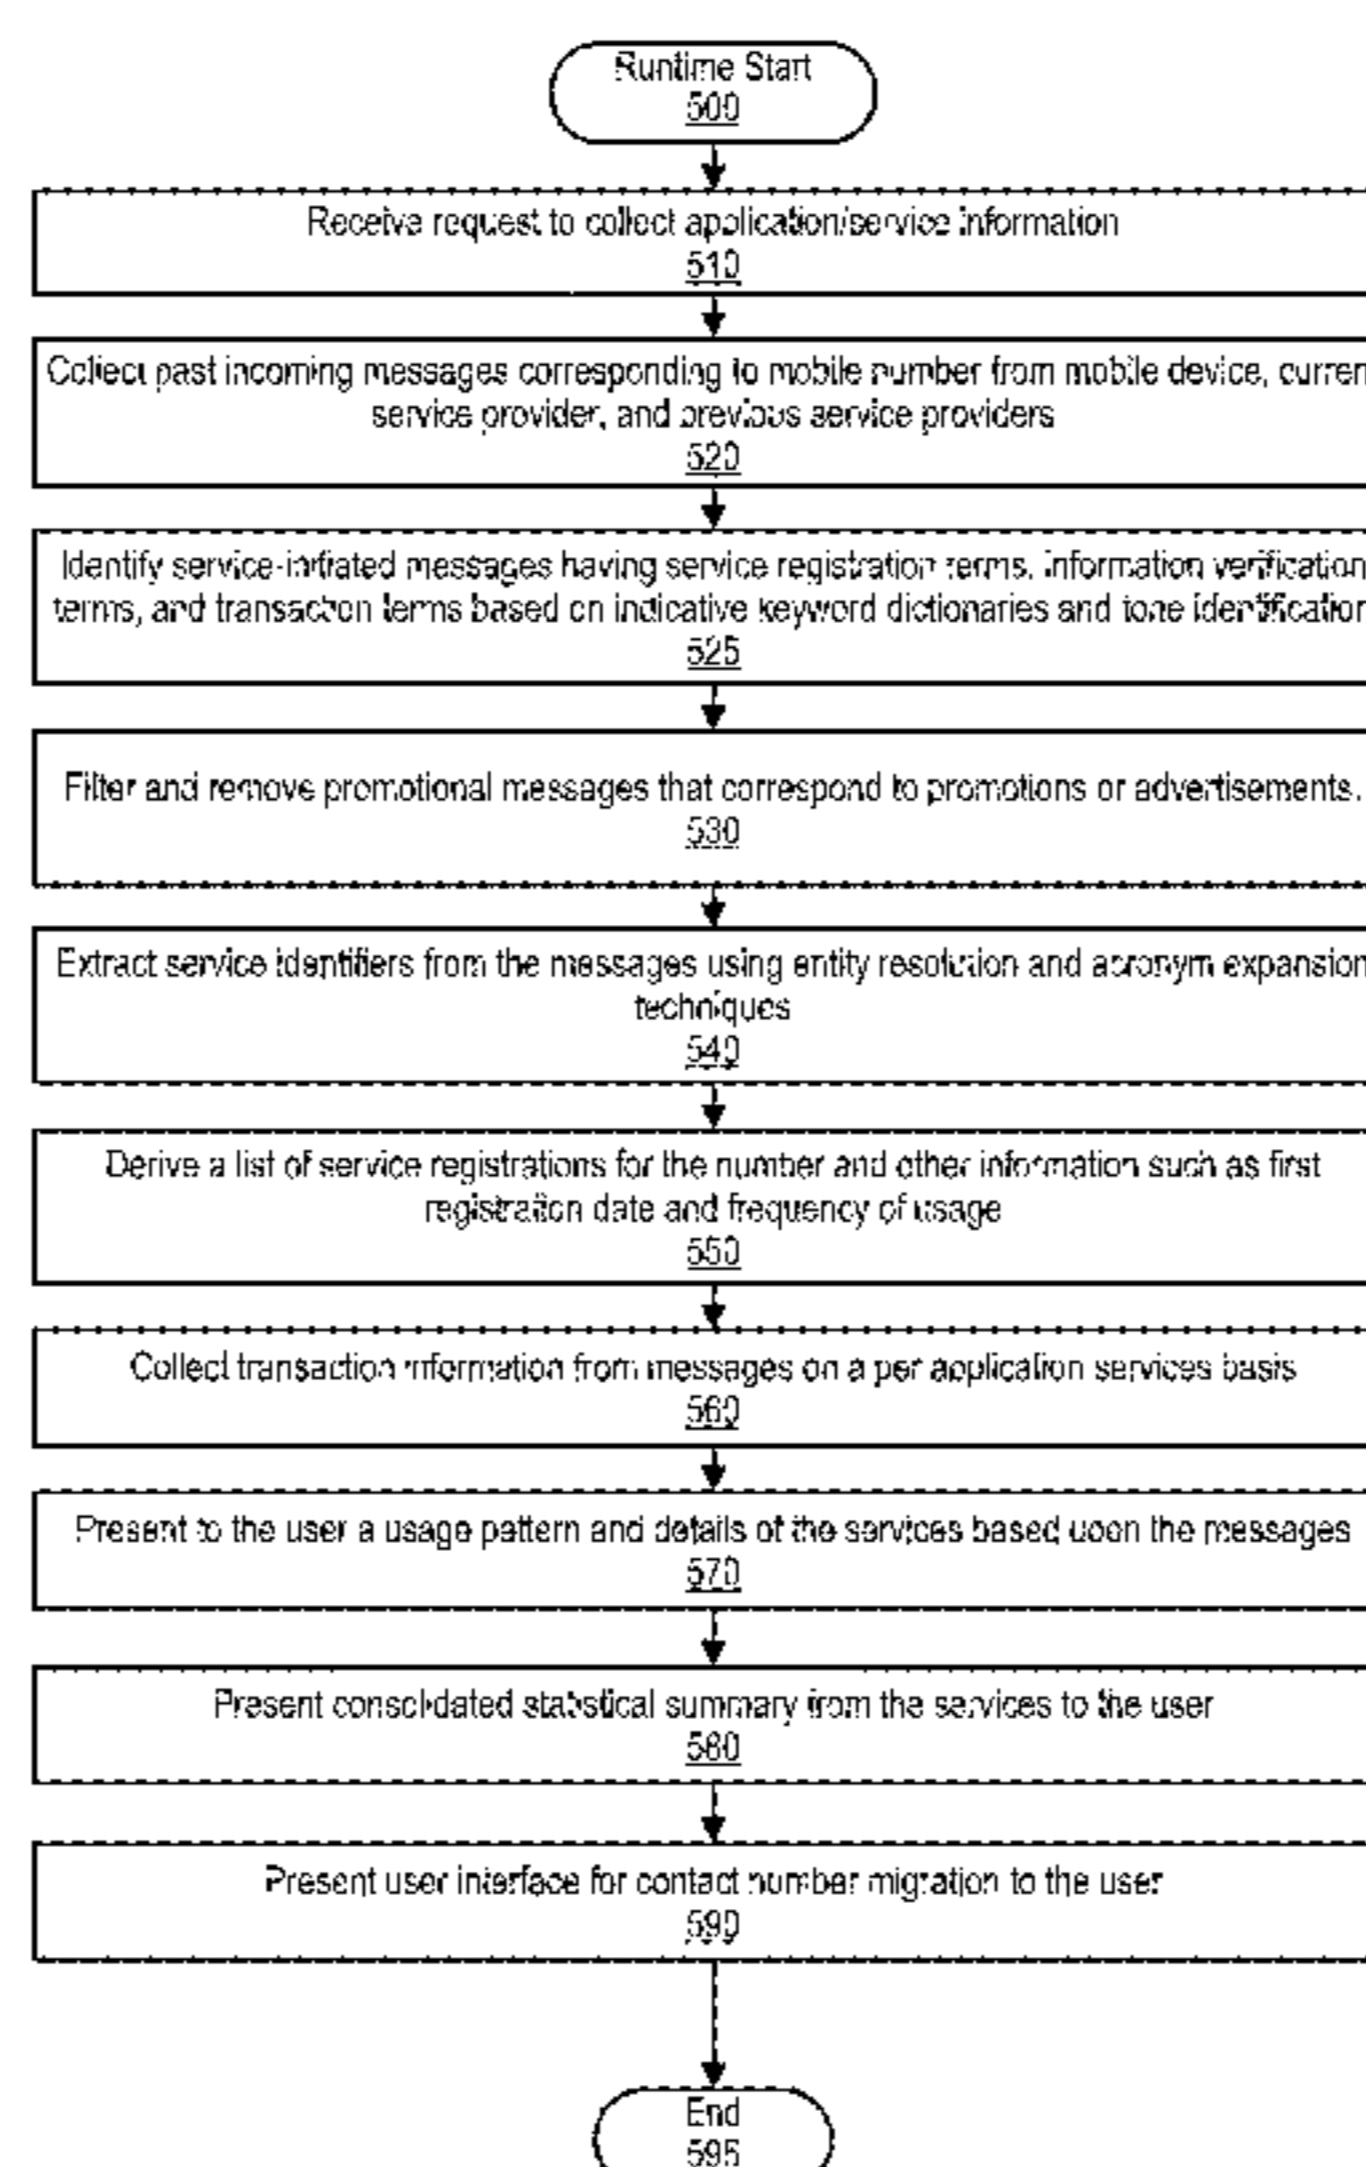 Runtime Start
500
Receive request to collect application/service information
510
Collect past incoming messages corresponding to mobile number from mobile device, curren
service provider, and previous service providers
520
Identify service-initiated messages having service registration terms, information verification
terms, and transaction terms based on indicative keyword dictionaries and tone identification
525
Filter and remove promotional messages that correspond to promotions or advertisements.
530
Extract service identifiers from the messages using entity resolution and acronym expansion
techniques
540
Derive a list of service registrations for the number and other information such as first
registration date and frequency of usage
550
Collect transaction information from messages on a per application services basis
560
Present to the user a usage pattern and details of the services based upon the messages
570
Present consolidated statistical summary from the services to the user
580
Present user interface for contact number migration to the user
590
End
595